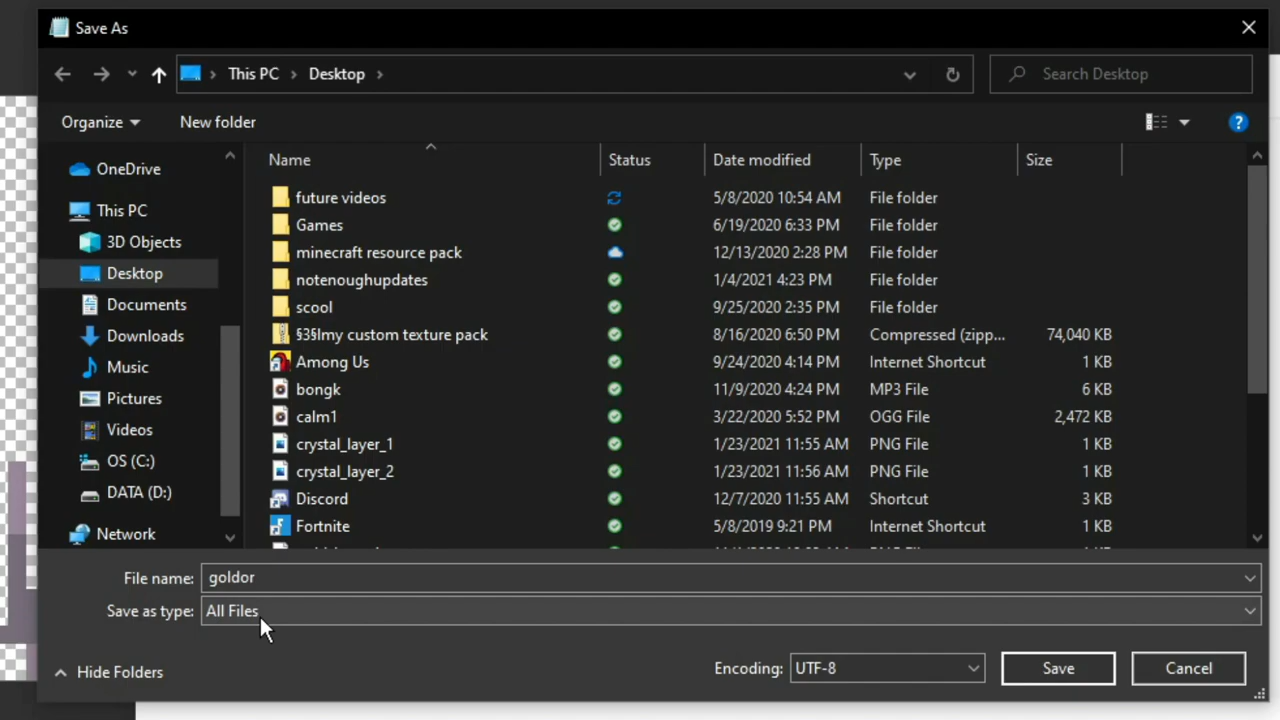 Save As
This PC > Desktop >
Search Desktop
Organize
New folder
?
OneDrive
This PC
3D Objects
Desktop
Documents
Downloads
Music
Pictures
Videos
OS (C:)
DATA (D:)
Network
Name Status Date modified Type Size
future videos 5/8/2020 10:54 AM File folder
Games 6/19/2020 6:33 PM File folder
minecraft resource pack 12/13/2020 2:28 PM File folder
notenoughupdates 1/4/2021 4:23 PM File folder
scool 9/25/2020 2:35 PM File folder
§3§lmy custom texture pack 8/16/2020 6:50 PM Compressed (zipp... 74,040 KB
Among Us 9/24/2020 4:14 PM Internet Shortcut 1 KB
bongk 11/9/2020 4:24 PM MP3 File 6 KB
calm1 3/22/2020 5:52 PM OGG File 2,472 KB
crystal_layer_1 1/23/2021 11:55 AM PNG File 1 KB
crystal_layer_2 1/23/2021 11:56 AM PNG File 1 KB
Discord 12/7/2020 11:55 AM Shortcut 3 KB
Fortnite 5/8/2019 9:21 PM Internet Shortcut 1 KB
File name: goldor
Save as type: All Files
Hide Folders
Encoding: UTF-8
Save
Cancel